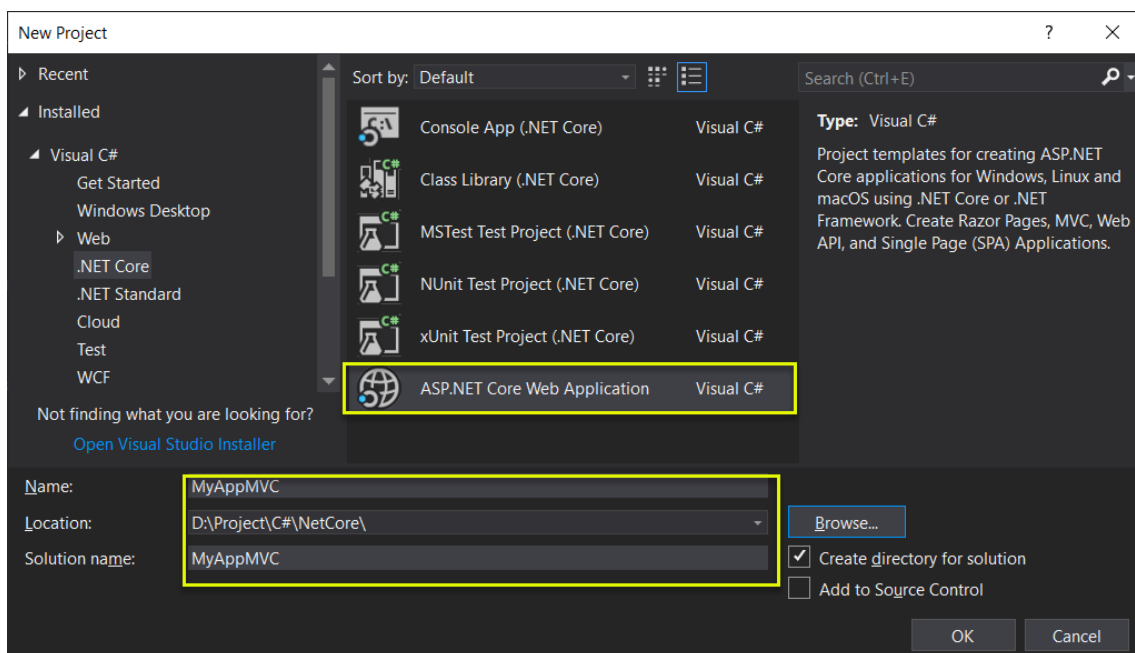 New Project
?
Recent
Installed
Visual C#
Get Started
Windows Desktop
Web
.NET Core
.NET Standard
Cloud
Test
WCF
Not finding what you are looking for?
Open Visual Studio Installer
Sort by: Default
Console App (.NET Core) Visual C#
Class Library (.NET Core) Visual C#
MSTest Test Project (.NET Core) Visual C#
NUnit Test Project (.NET Core) Visual C#
xUnit Test Project (.NET Core) Visual C#
ASP.NET Core Web Application Visual C#
Search (Ctrl+E)
Type: Visual C#
Project templates for creating ASP.NET
Core applications for Windows, Linux and
macOS using .NET Core or .NET
Framework. Create Razor Pages, MVC, Web
API, and Single Page (SPA) Applications.
Name: MyAppMVC
Location: D:\Project\C#\NetCore\
Browse...
Solution name: MyAppMVC
Create directory for solution
Add to Source Control
OK Cancel